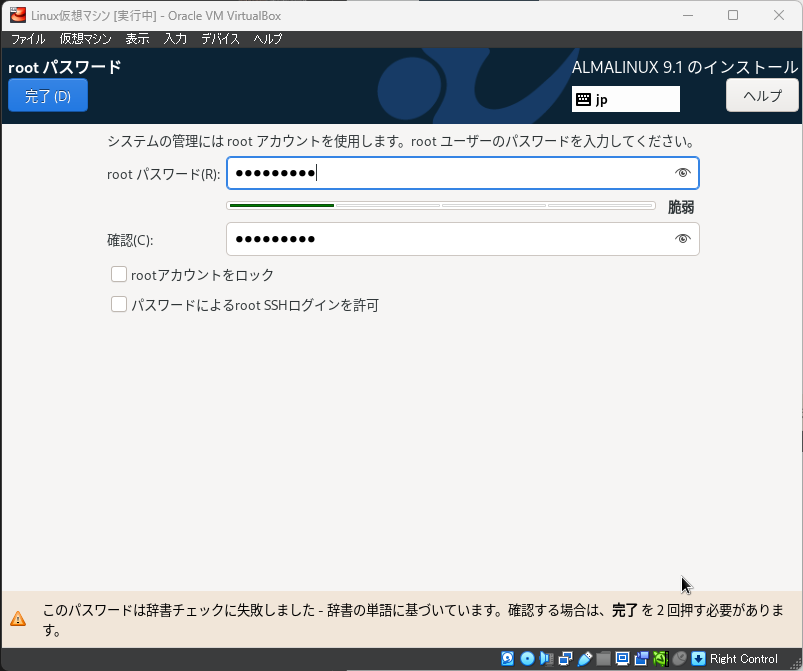 Linux仮想マシン [実行中] - Oracle VM VirtualBox
ファイル 仮想マシン 表示 入力 デバイス ヘルプ
root パスワード
ALMALINUX 9.1 のインストール
完了 (D)
jp
ヘルプ
システムの管理には root アカウントを使用します。root ユーザーのパスワードを入力してください。
root パスワード(R): ●●●●●●●●●
脆弱
確認(C): ●●●●●●●●●
rootアカウントをロック
パスワードによるroot SSHログインを許可
このパスワードは辞書チェックに失敗しました - 辞書の単語に基づいています。確認する場合は、完了 を 2 回押す必要がありま
す。
Right Control